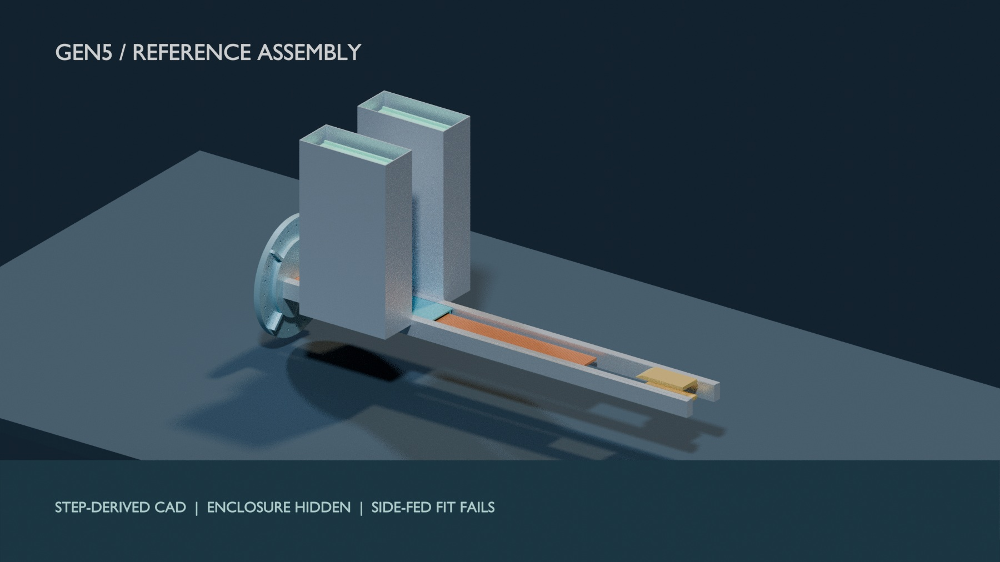 GEN5 / REFERENCE ASSEMBLY
STEP-DERIVED CAD | ENCLOSURE HIDDEN | SIDE-FED FIT FAILS